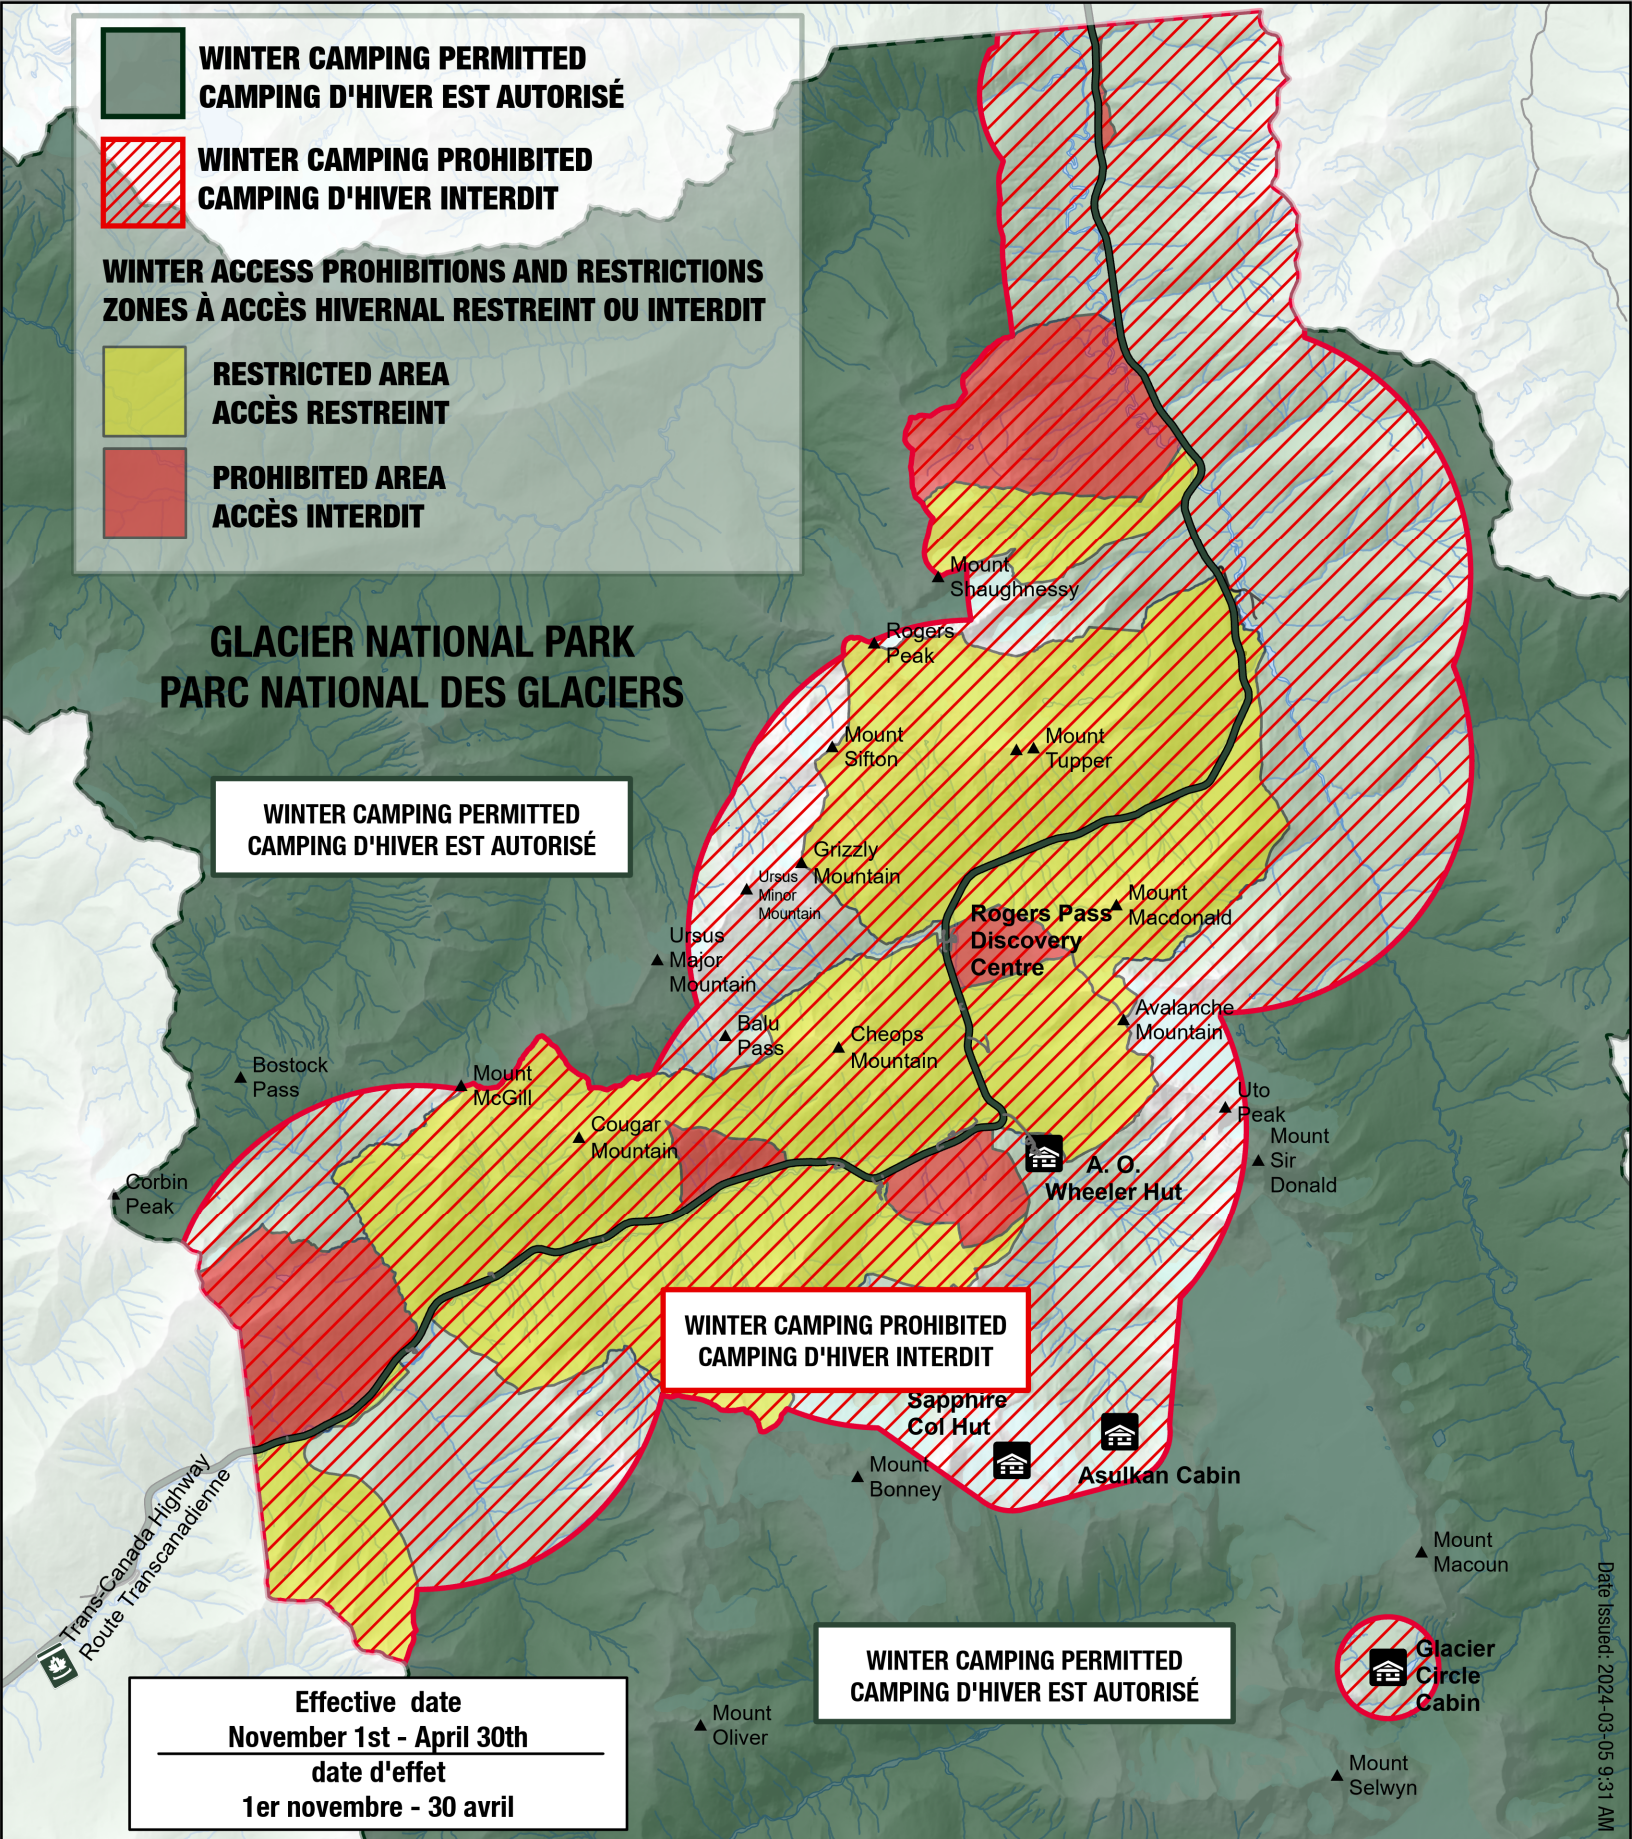 WINTER CAMPING PERMITTED
CAMPING D'HIVER EST AUTORISÉ
WINTER CAMPING PROHIBITED
CAMPING D'HIVER INTERDIT
WINTER ACCESS PROHIBITIONS AND RESTRICTIONS
ZONES À ACCÈS HIVERNAL RESTREINT OU INTERDIT
RESTRICTED AREA
ACCÈS RESTREINT
PROHIBITED AREA
ACCÈS INTERDIT
Mount
Shaughnessy
GLACIER NATIONAL PARK
PARC NATIONAL DES GLACIERS
Rogers
Peak
Mount
Sifton
Mount
Tupper
WINTER CAMPING PERMITTED
CAMPING D'HIVER EST AUTORISÉ
Grizzly
Mountain
Ursus
Minor
Mountain
Mount
Macdonald
Rogers Pass
Discovery
Centre
Ursus
Major
Mountain
Avalanche
Mountain
Balu
Pass
Cheops
Mountain
Bostock
Pass
Mount
McGill
Uto
Peak
Cougar
Mountain
Mount
Sir
Donald
A. O.
Wheeler Hut
Corbin
Peak
WINTER CAMPING PROHIBITED
CAMPING D'HIVER INTERDIT
Sapphire
Col Hut
Mount
Bonney
Asulkan Cabin
Trans-Canada Highway
Route Transcanadienne
1
Mount
Macoun
WINTER CAMPING PERMITTED
CAMPING D'HIVER EST AUTORISÉ
Glacier
Circle
Cabin
Effective date
November 1st - April 30th
date d'effet
1er novembre - 30 avril
Mount
Oliver
Mount
Selwyn
Date Issued: 2024-03-05 9:31 AM